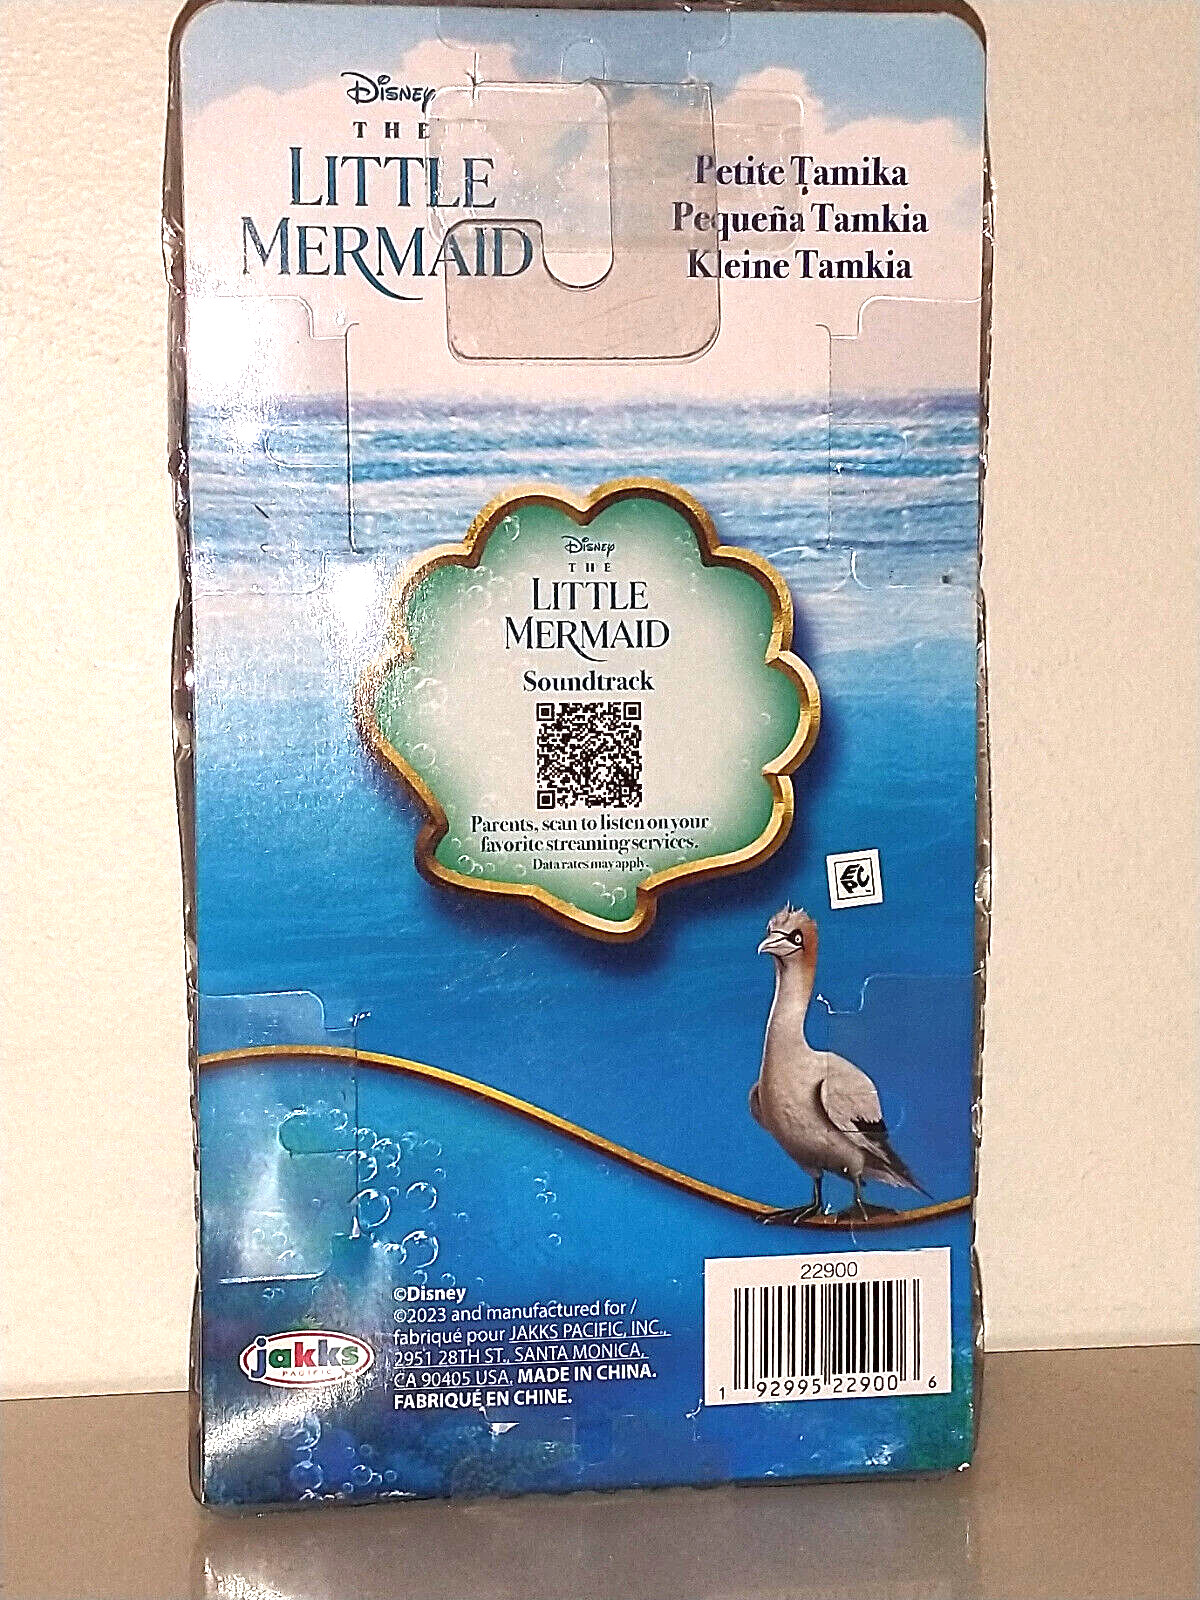 Disney
THE
LITTLE
MERMAID
Petite Tamika
Pequeña Tamkia
Kleine Tamkia
Disney
THE
LITTLE
MERMAID
Soundtrack
Parents, scan to listen on your
favorite streaming services.
Data rates may apply.
EPC
©Disney
©2023 and manufactured for /
fabriqué pour JAKKS PACIFIC, INC.,
2951 28TH ST., SANTA MONICA,
CA 90405 USA. MADE IN CHINA.
FABRIQUÉ EN CHINE.
jakks
PACIFIC
22900
1 92995 22900 6